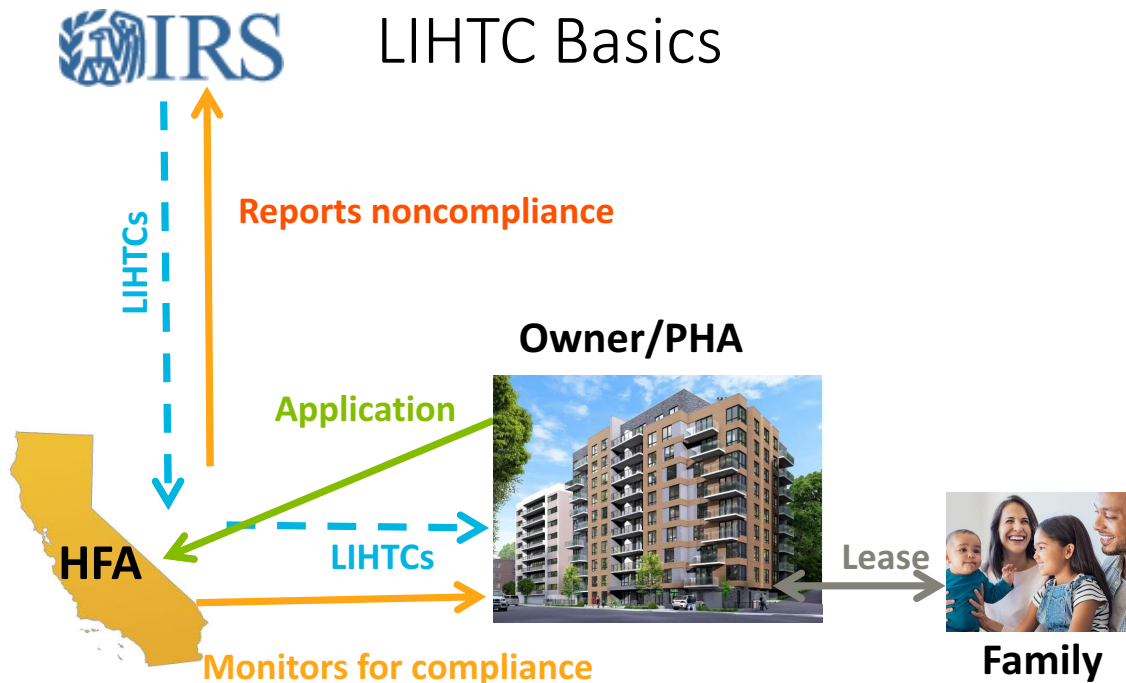 IRS
LIHTC Basics
LIHTCs
Reports noncompliance
Owner/PHA
Application
HFA
LIHTCs
Lease
Monitors for compliance
Family